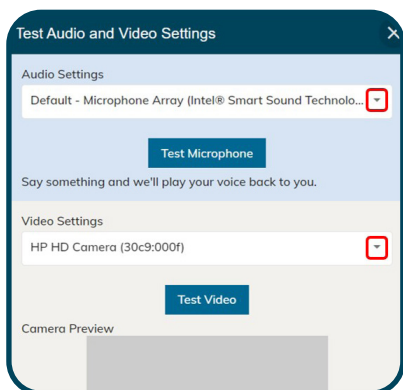 Test Audio and Video Settings
Audio Settings
Default - Microphone Array (Intel® Smart Sound Technolo...
Test Microphone
Say something and we'll play your voice back to you.
Video Settings
HP HD Camera (30c9:000f)
Test Video
Camera Preview